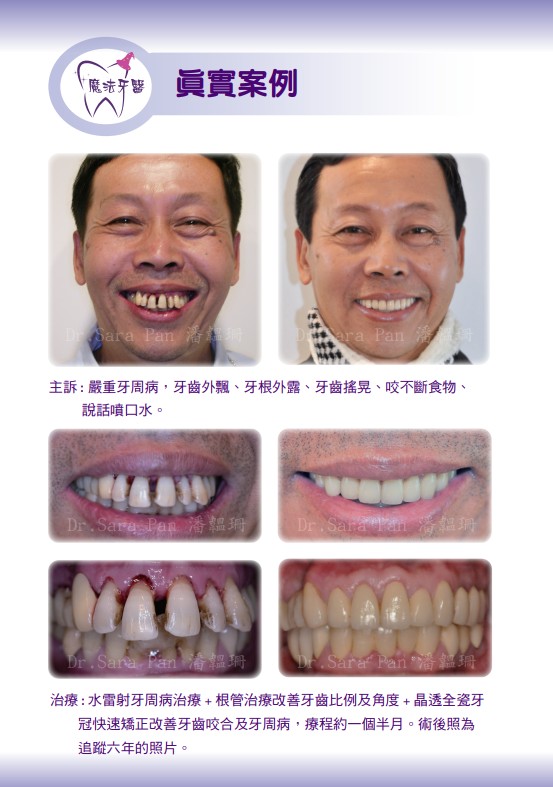 魔法牙醫
真實案例
Dr.Sara Pan 潘韞珊
Dr.Sara Pan 潘韞珊
主訴:嚴重牙周病,牙齒外飄、牙根外露、牙齒搖晃、咬不斷食物、
說話噴口水。
Dr.Sara Pan 潘韞珊
Dr.Sara Pan 潘韞珊
Dr.Sara Pan 潘韞珊
Dr.Sara Pan 潘韞珊
治療:水雷射牙周病治療+根管治療改善牙齒比例及角度+晶透全瓷牙
冠快速矯正改善牙齒咬合及牙周病,療程約一個半月。術後照為
追蹤六年的照片。